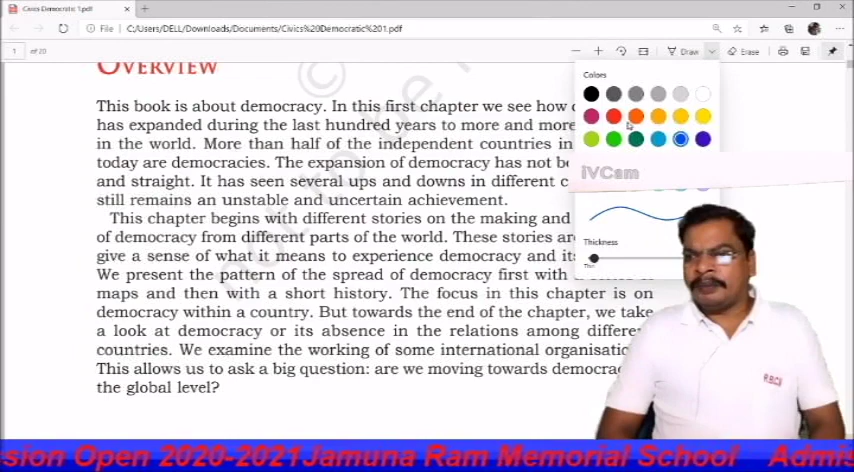 Civics Democratic 1.pdf
File C:/Users/DELL/Downloads/Documents/Civics%20Democratic%201.pdf
1 of 20 Draw Erase
OVERVIEW
This book is about democracy. In this first chapter we see how
has expanded during the last hundred years to more and more
in the world. More than half of the independent countries in
today are democracies. The expansion of democracy has not
and straight. It has seen several ups and downs in different
still remains an unstable and uncertain achievement.
This chapter begins with different stories on the making and
of democracy from different parts of the world. These stories
give a sense of what it means to experience democracy and
We present the pattern of the spread of democracy first with
maps and then with a short history. The focus in this chapter is on
democracy within a country. But towards the end of the chapter, we take
a look at democracy or its absence in the relations among
countries. We examine the working of some international
This allows us to ask a big question: are we moving towards
the global level?
Colors
iVCam
Thickness
Thin
© not to be
R.B.C.S
sion Open 2020-2021 Jamuna Ram Memorial School Admis